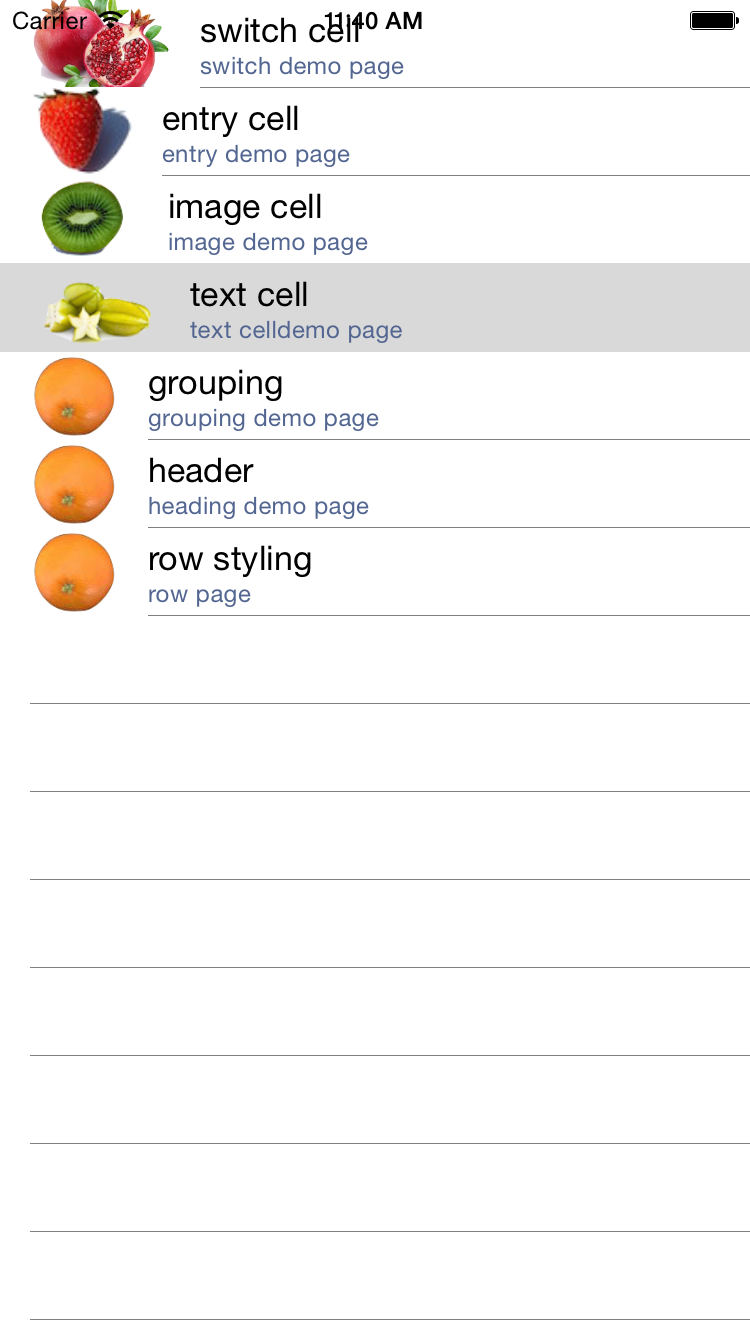 Carrier 11:40 AM
switch cell
switch demo page
entry cell
entry demo page
image cell
image demo page
text cell
text celldemo page
grouping
grouping demo page
header
heading demo page
row styling
row page